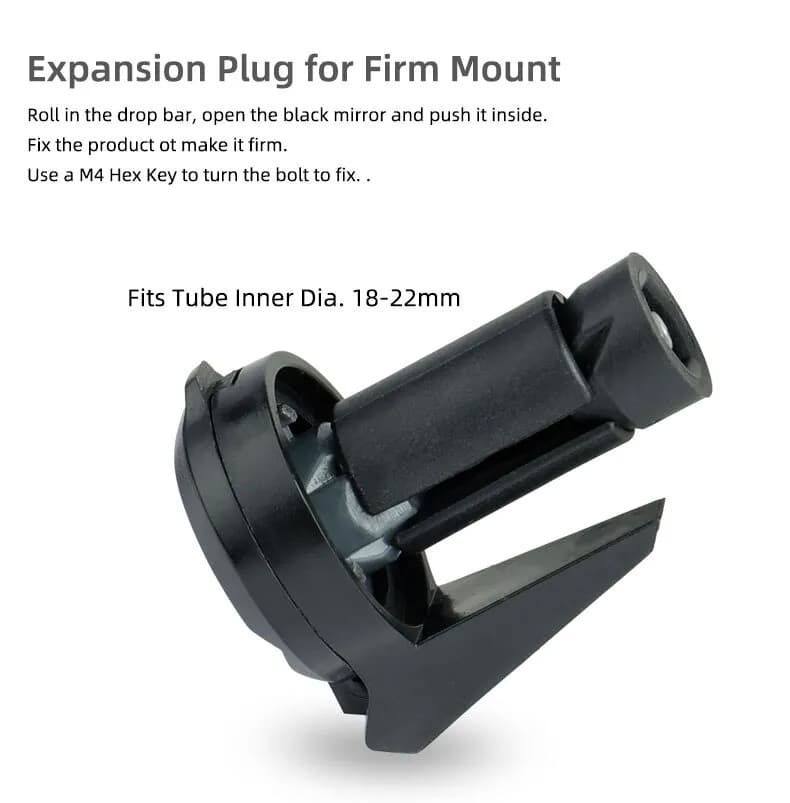 Expansion Plug for Firm Mount
Roll in the drop bar, open the black mirror and push it inside.
Fix the product ot make it firm.
Use a M4 Hex Key to turn the bolt to fix. .
Fits Tube Inner Dia. 18-22mm